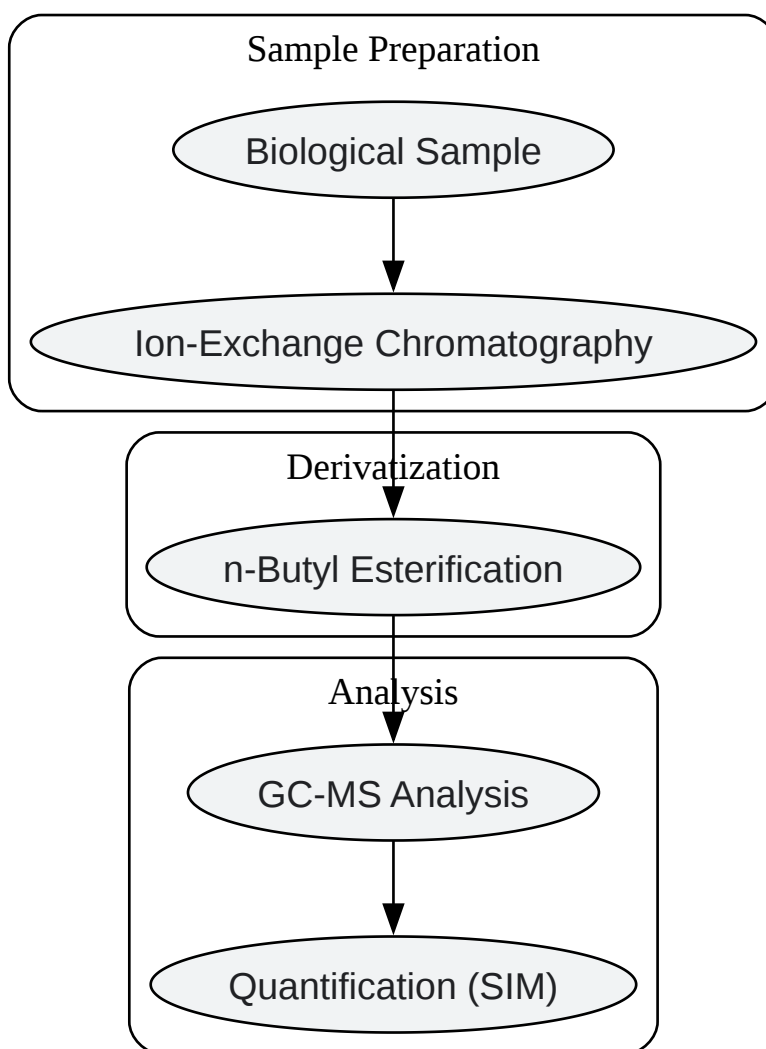 Sample Preparation
Biological Sample
Ion-Exchange Chromatography
Derivatization
n-Butyl Esterification
Analysis
GC-MS Analysis
Quantification (SIM)